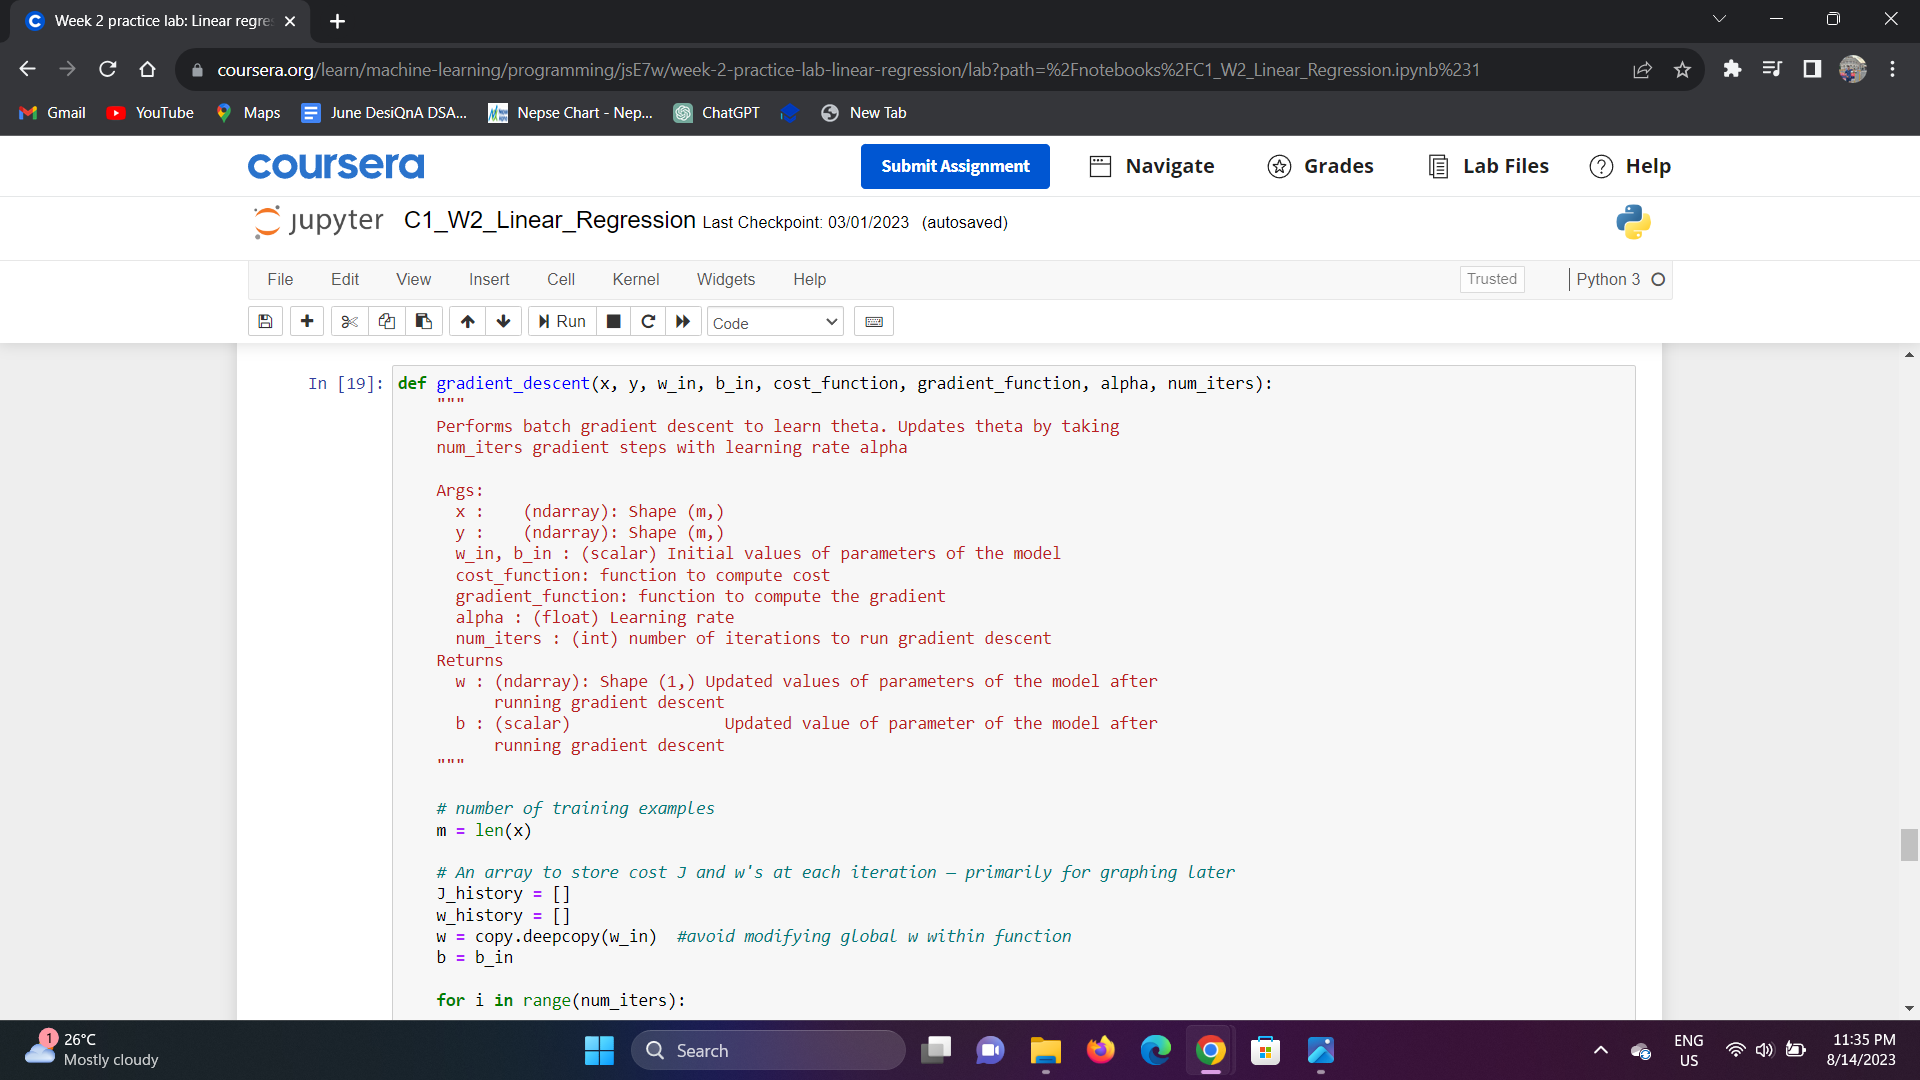 Week 2 practice lab: Linear regres
coursera.org/learn/machine-learning/programming/jsE7w/week-2-practice-lab-linear-regression/lab?path=%2Fnotebooks%2FC1_W2_Linear_Regression.ipynb%231
Gmail YouTube Maps June DesiQnA DSA... Nepse Chart - Nep... ChatGPT New Tab
coursera Submit Assignment Navigate Grades Lab Files Help
jupyter C1_W2_Linear_Regression Last Checkpoint: 03/01/2023 (autosaved)
File Edit View Insert Cell Kernel Widgets Help Trusted Python 3
Run Code
In [19]: def gradient_descent(x, y, w_in, b_in, cost_function, gradient_function, alpha, num_iters):
"""
Performs batch gradient descent to learn theta. Updates theta by taking
num_iters gradient steps with learning rate alpha
Args:
x : (ndarray): Shape (m,)
y : (ndarray): Shape (m,)
w_in, b_in : (scalar) Initial values of parameters of the model
cost_function: function to compute cost
gradient_function: function to compute the gradient
alpha : (float) Learning rate
num_iters : (int) number of iterations to run gradient descent
Returns
w : (ndarray): Shape (1,) Updated values of parameters of the model after
running gradient descent
b : (scalar) Updated value of parameter of the model after
running gradient descent
"""
# number of training examples
m = len(x)
# An array to store cost J and w's at each iteration — primarily for graphing later
J_history = []
w_history = []
w = copy.deepcopy(w_in) #avoid modifying global w within function
b = b_in
for i in range(num_iters):
1 26°C
Mostly cloudy
Search
ENG
US
11:35 PM
8/14/2023